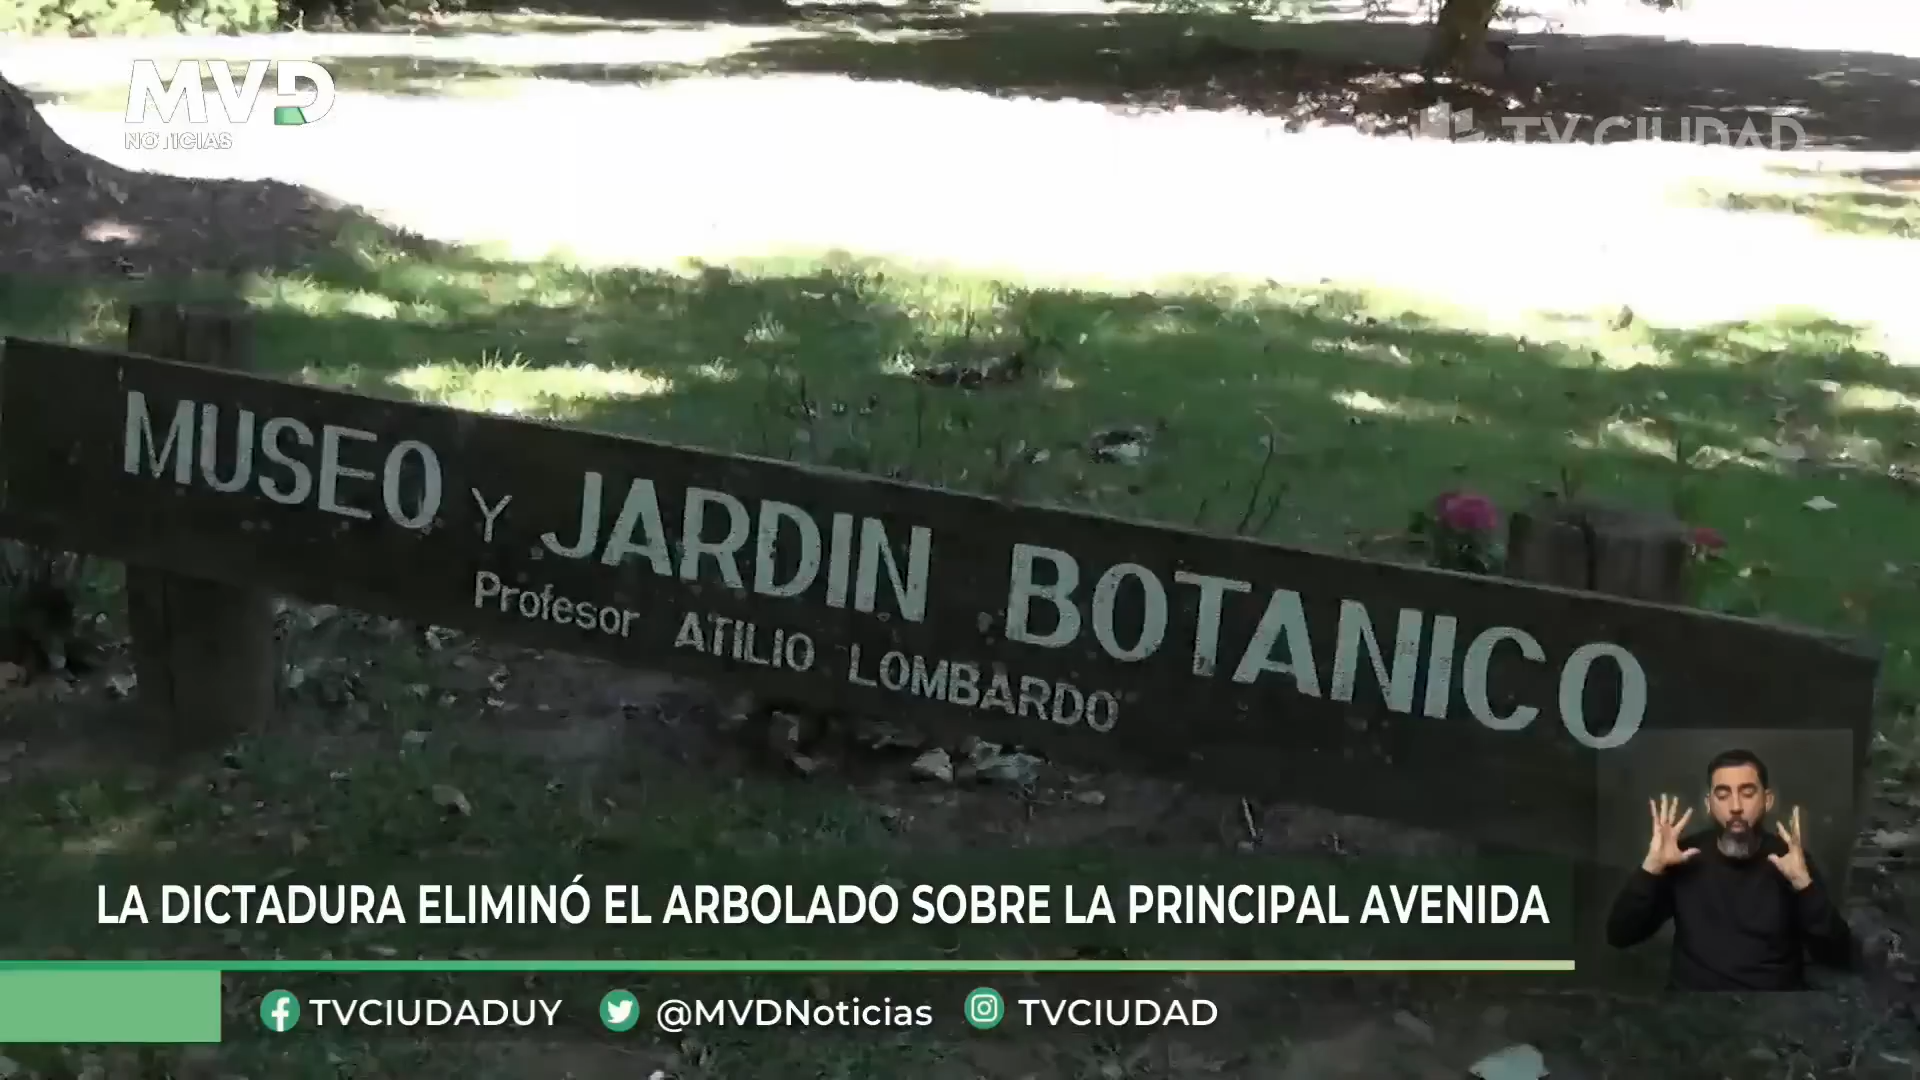 MVD
NOTICIAS
TV CIUDAD
MUSEO Y JARDIN BOTANICO
Profesor ATILIO LOMBARDO
LA DICTADURA ELIMINÓ EL ARBOLADO SOBRE LA PRINCIPAL AVENIDA
TVCIUDADUY @MVDNoticias TVCIUDAD